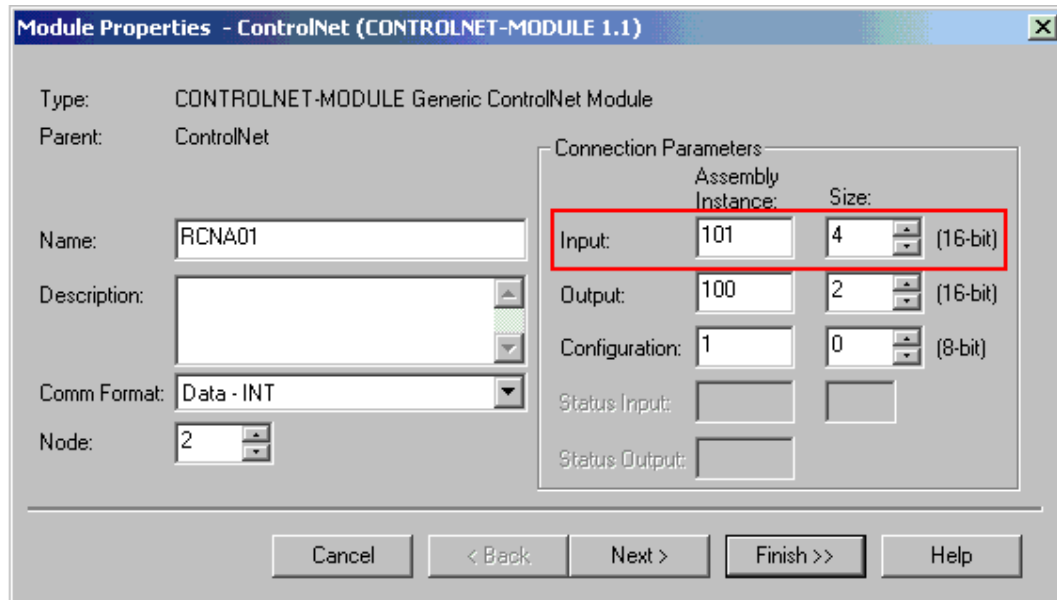 Module Properties - ControlNet (CONTROLNET-MODULE 1.1)
Type: CONTROLNET-MODULE Generic ControlNet Module
Parent: ControlNet
Connection Parameters
Assembly
Instance: Size:
Name: RCNA01
Input: 101 4 (16-bit)
Description:
Output: 100 2 (16-bit)
Configuration: 1 0 (8-bit)
Comm Format: Data - INT
Status Input:
Node: 2
Status Output:
Cancel < Back Next > Finish >> Help